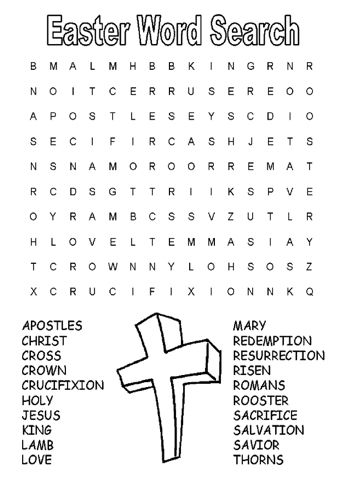 Easter Word Search
B M A L M H B B K I N G R N R
N O I T C E R R U S E R E O O
A P O S T L E S E Y S C D I O
S E C I F I R C A S H J E T S
N S N A M O R O O R R E M A T
R C D S G T T R I I K S P V E
O Y R A M B C S S V Z U T L R
H L O V E L T E M M A S I A Y
T C R O W N N Y L O H S O S Z
X C R U C I F I X I O N N K Q
APOSTLES
CHRIST
CROSS
CROWN
CRUCIFIXION
HOLY
JESUS
KING
LAMB
LOVE
MARY
REDEMPTION
RESURRECTION
RISEN
ROMANS
ROOSTER
SACRIFICE
SALVATION
SAVIOR
THORNS